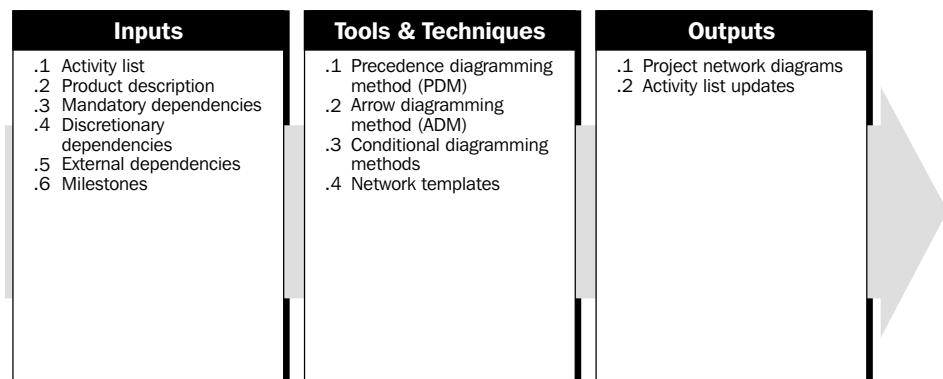 Inputs
.1 Activity list
.2 Product description
.3 Mandatory dependencies
.4 Discretionary
dependencies
.5 External dependencies
.6 Milestones
Tools & Techniques
.1 Precedence diagramming
method (PDM)
.2 Arrow diagramming
method (ADM)
.3 Conditional diagramming
methods
.4 Network templates
Outputs
.1 Project network diagrams
.2 Activity list updates